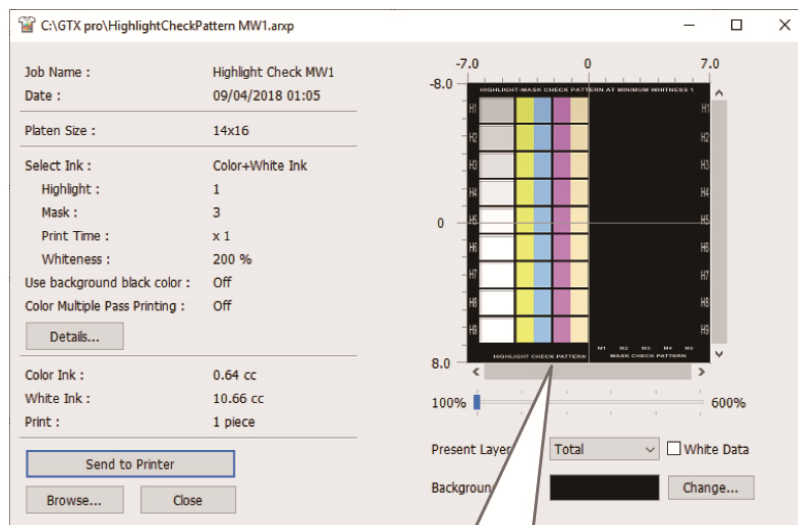 C:\GTX pro\HighlightCheckPattern MW1.arxp
Job Name : Highlight Check MW1
Date : 09/04/2018 01:05
Platen Size : 14x16
Select Ink : Color+White Ink
Highlight : 1
Mask : 3
Print Time : x 1
Whiteness : 200 %
Use background black color : Off
Color Multiple Pass Printing : Off
Details...
Color Ink : 0.64 cc
White Ink : 10.66 cc
Print : 1 piece
Send to Printer
Browse... Close
-7.0 0 7.0
-8.0
0
8.0
HIGHLIGHT-MASK CHECK PATTERN AT MINIMUM WHITNESS 1
H1 H1
H2 H2
H3 H3
H4 H4
H5 H5
H6 H6
H7 H7
H8 H8
H9 H9
M1 M2 M3 M4 M5
HIGHLIGHT CHECK PATTERN MASK CHECK PATTERN
100% 600%
Present Layer Total White Data
Backgroun Change...